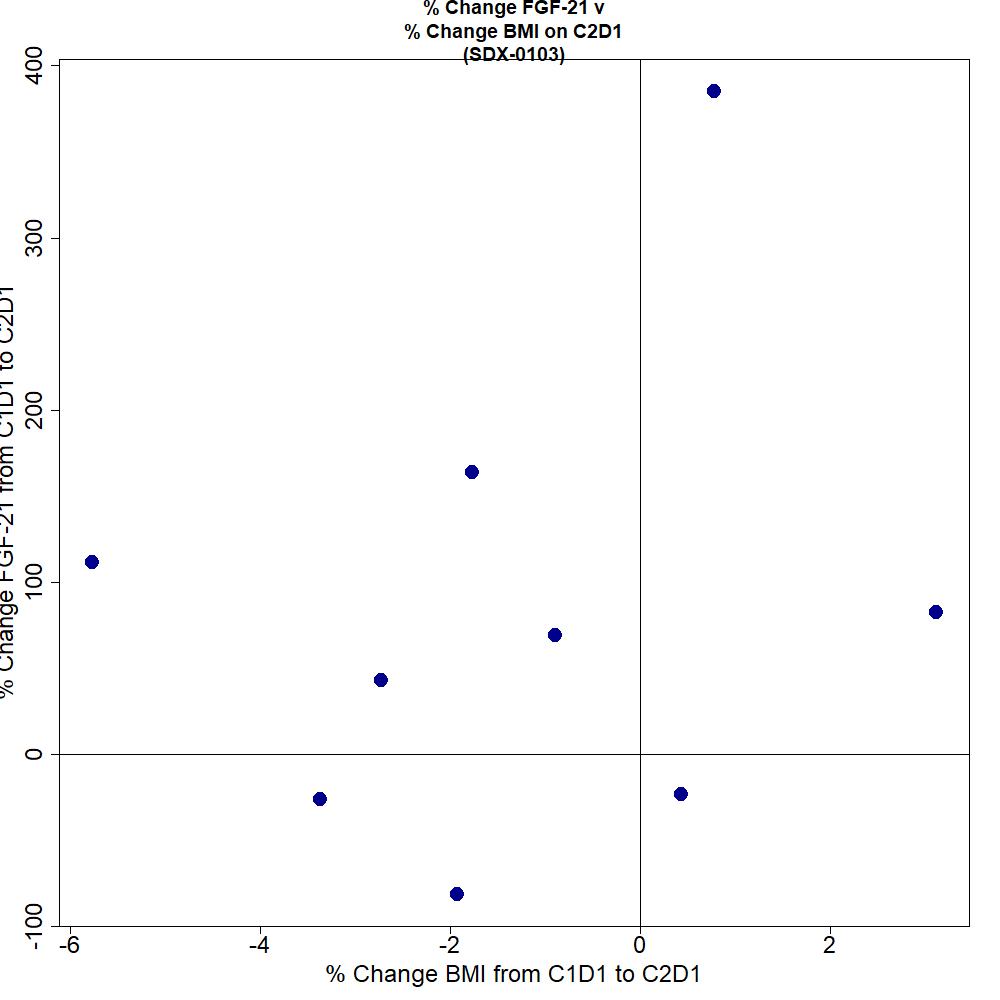 % Change FGF-21 v
% Change BMI on C2D1
(SDX-0103)
% Change FGF-21 from C1D1 to C2D1
400
300
200
100
0
-100
-6
-4
-2
0
2
% Change BMI from C1D1 to C2D1